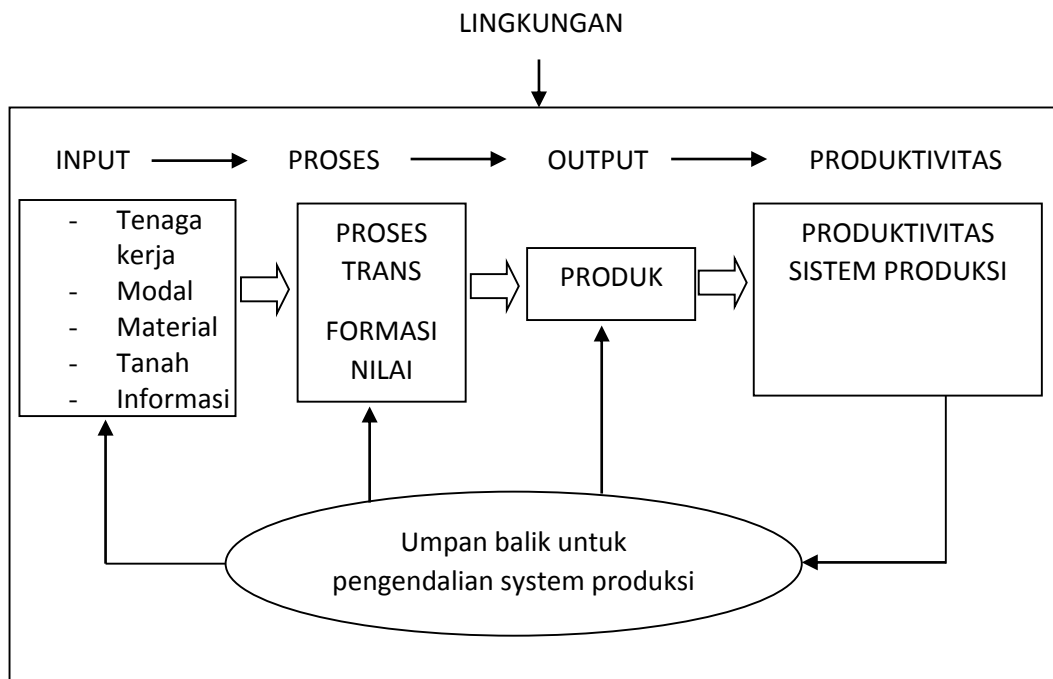 LINGKUNGAN
INPUT PROSES OUTPUT PRODUKTIVITAS
- Tenaga
kerja
- Modal
- Material
- Tanah
- Informasi
PROSES
TRANS
FORMASI
NILAI
PRODUK
PRODUKTIVITAS
SISTEM PRODUKSI
Umpan balik untuk
pengendalian system produksi